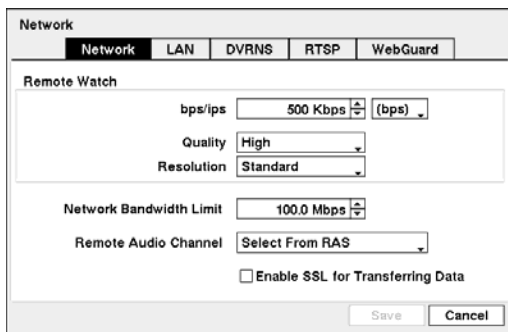 Network
Network LAN DVRNS RTSP WebGuard
Remote Watch
bps/ips 500 Kbps (bps)
Quality High
Resolution Standard
Network Bandwidth Limit 100.0 Mbps
Remote Audio Channel Select From RAS
Enable SSL for Transferring Data
Save Cancel